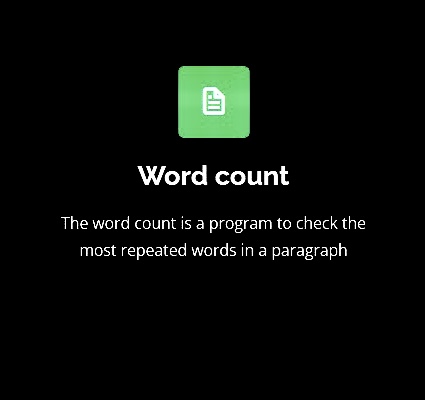 Word count
The word count is a program to check the
most repeated words in a paragraph